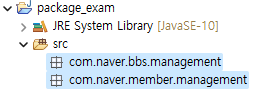 package_exam
JRE System Library [JavaSE-10]
src
com.naver.bbs.management
com.naver.member.management